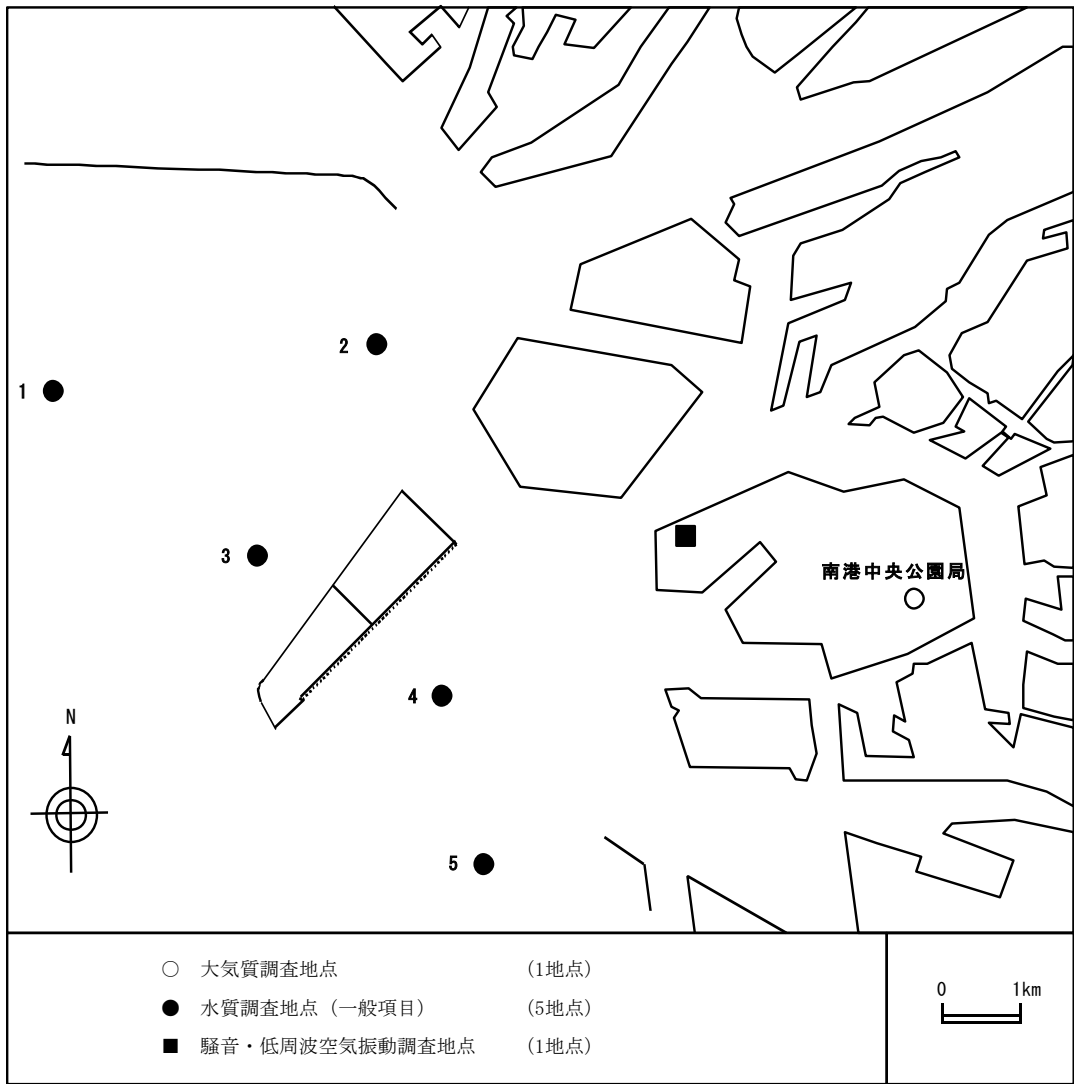 2
1
3
南港中央公園局
4
N
5
○ 大気質調査地点 (1地点)
● 水質調査地点 (一般項目) (5地点)
■ 騒音・低周波空気振動調査地点 (1地点)
0 1km